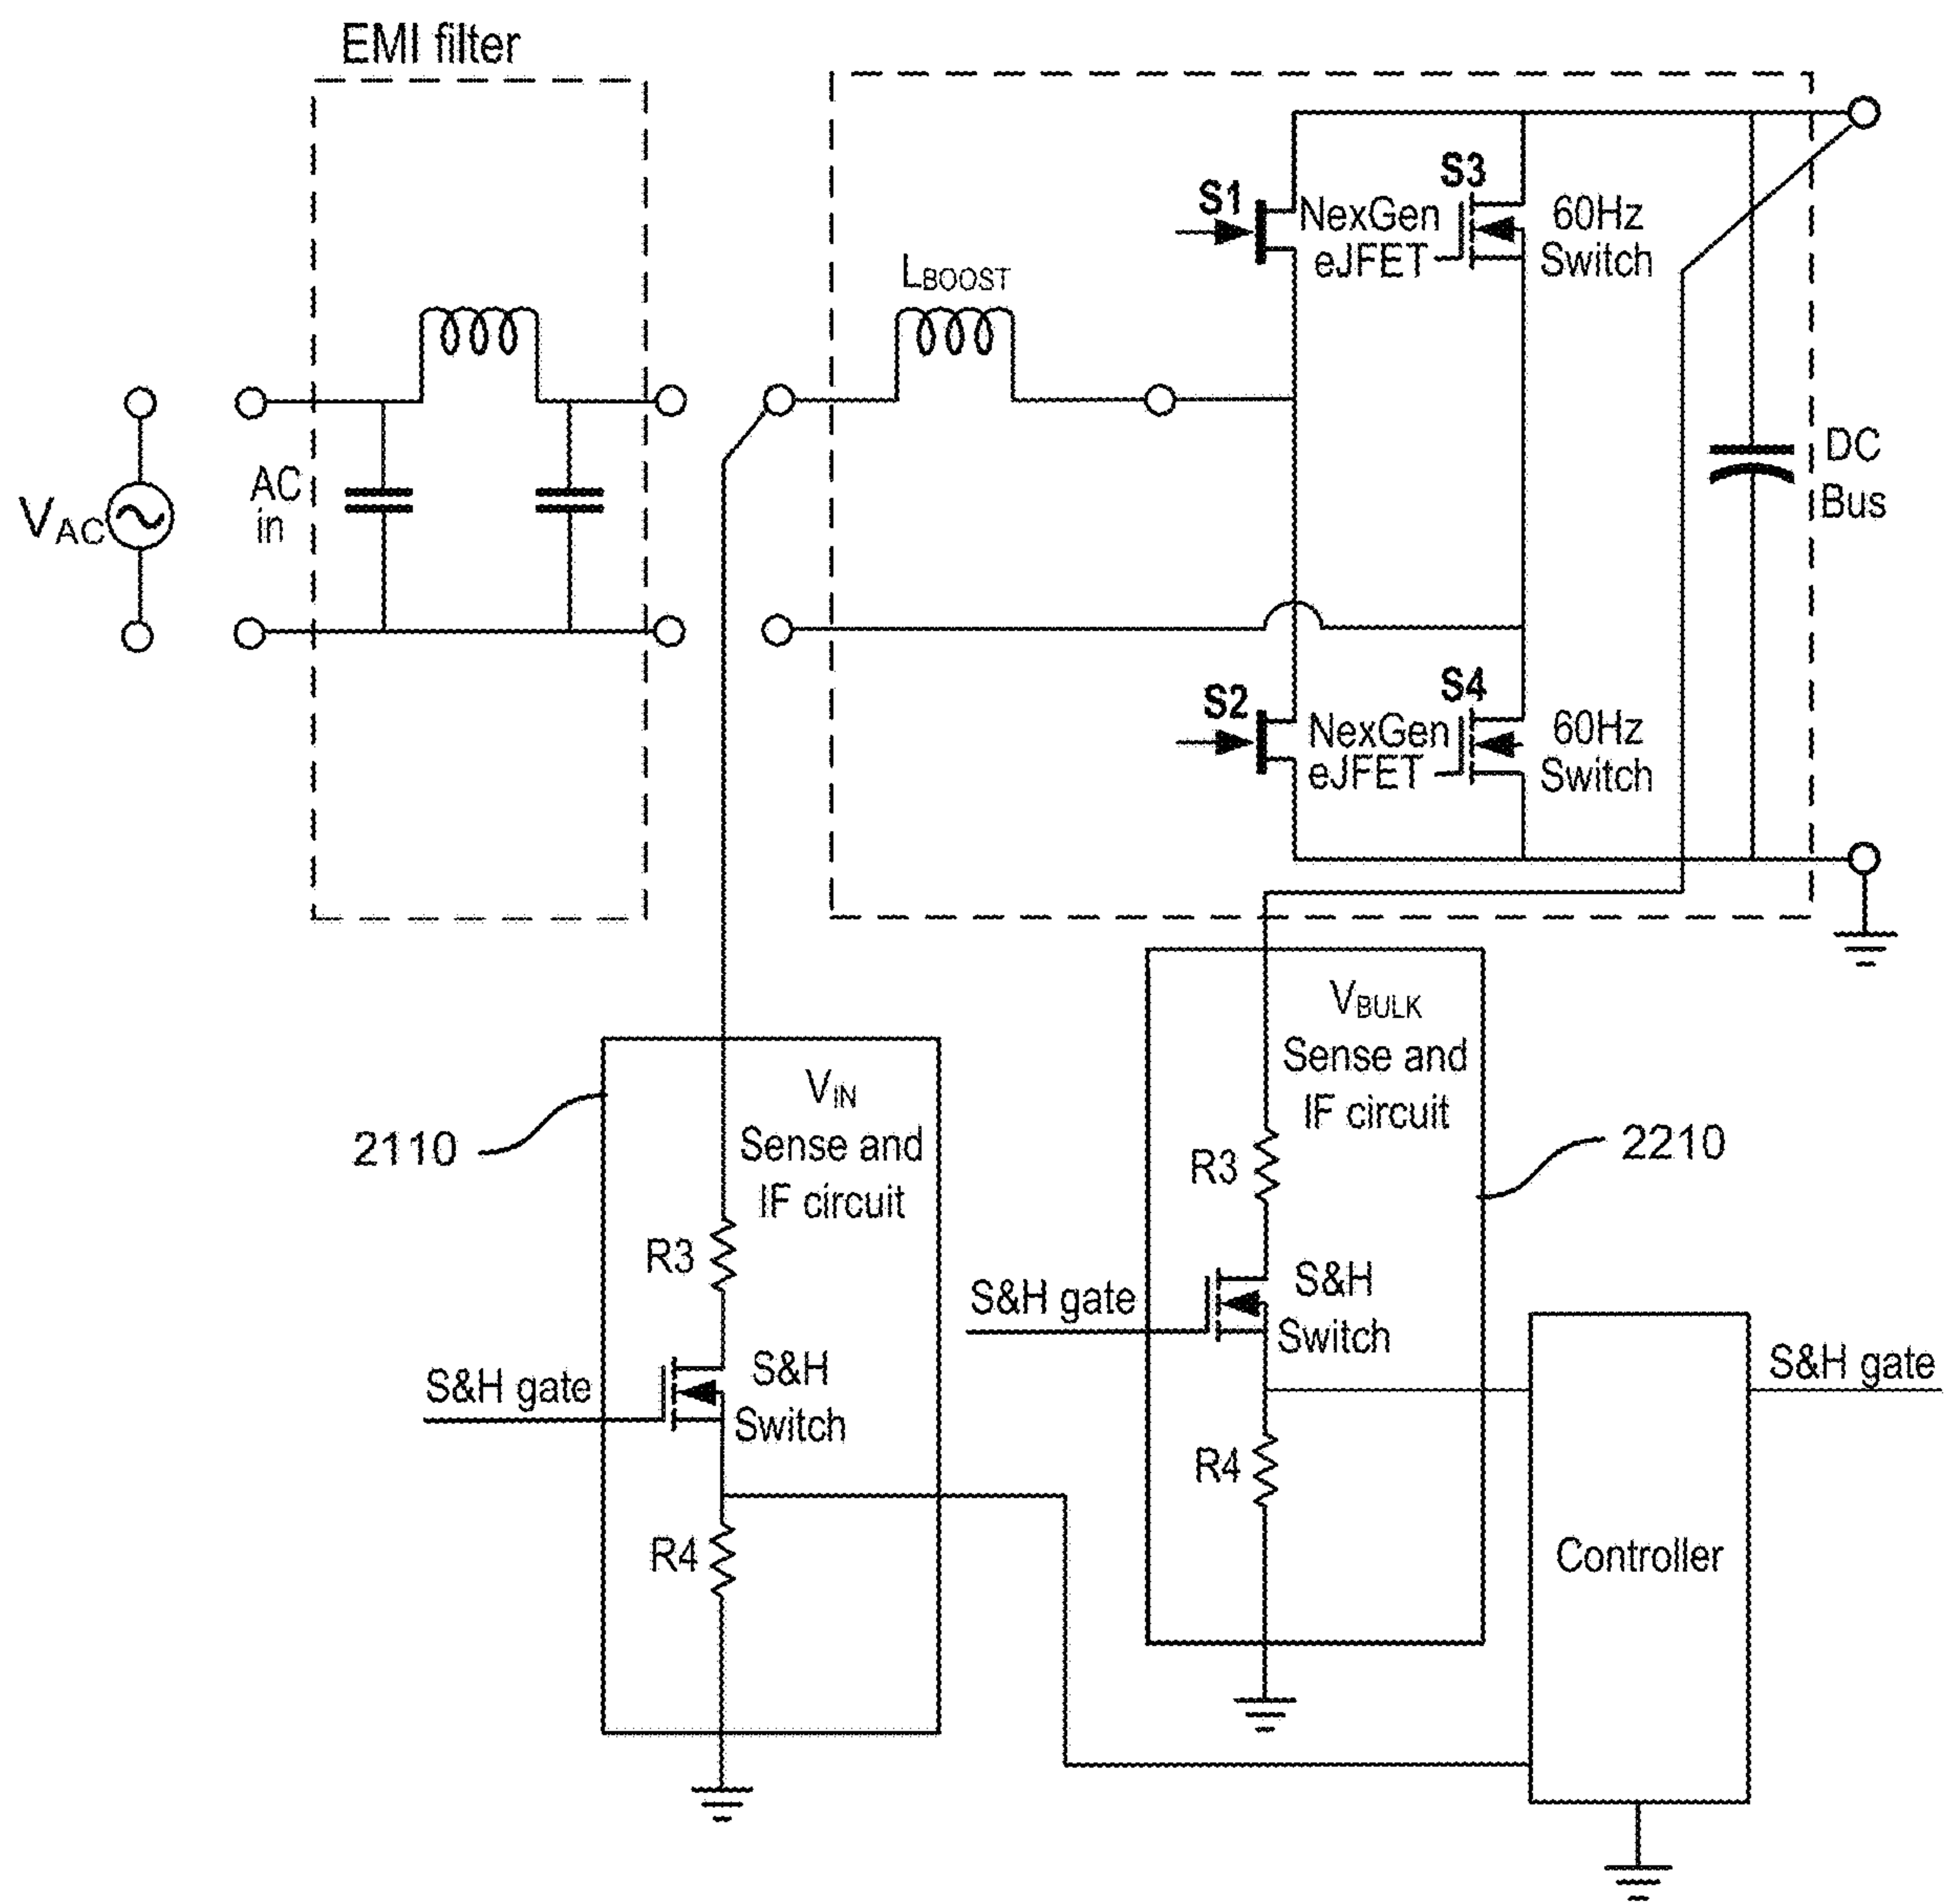 EMI filter
S1
NexGen
eJFET
S3
60Hz
Switch
LBOOST
VAC
AC
in
DC
Bus
S2
NexGen
eJFET
S4
60Hz
Switch
VBULK
Sense and
IF circuit
2210
VIN
Sense and
IF circuit
2110
R3
S&H gate
S&H
Switch
R4
R3
S&H gate
S&H
Switch
R4
Controller
S&H gate